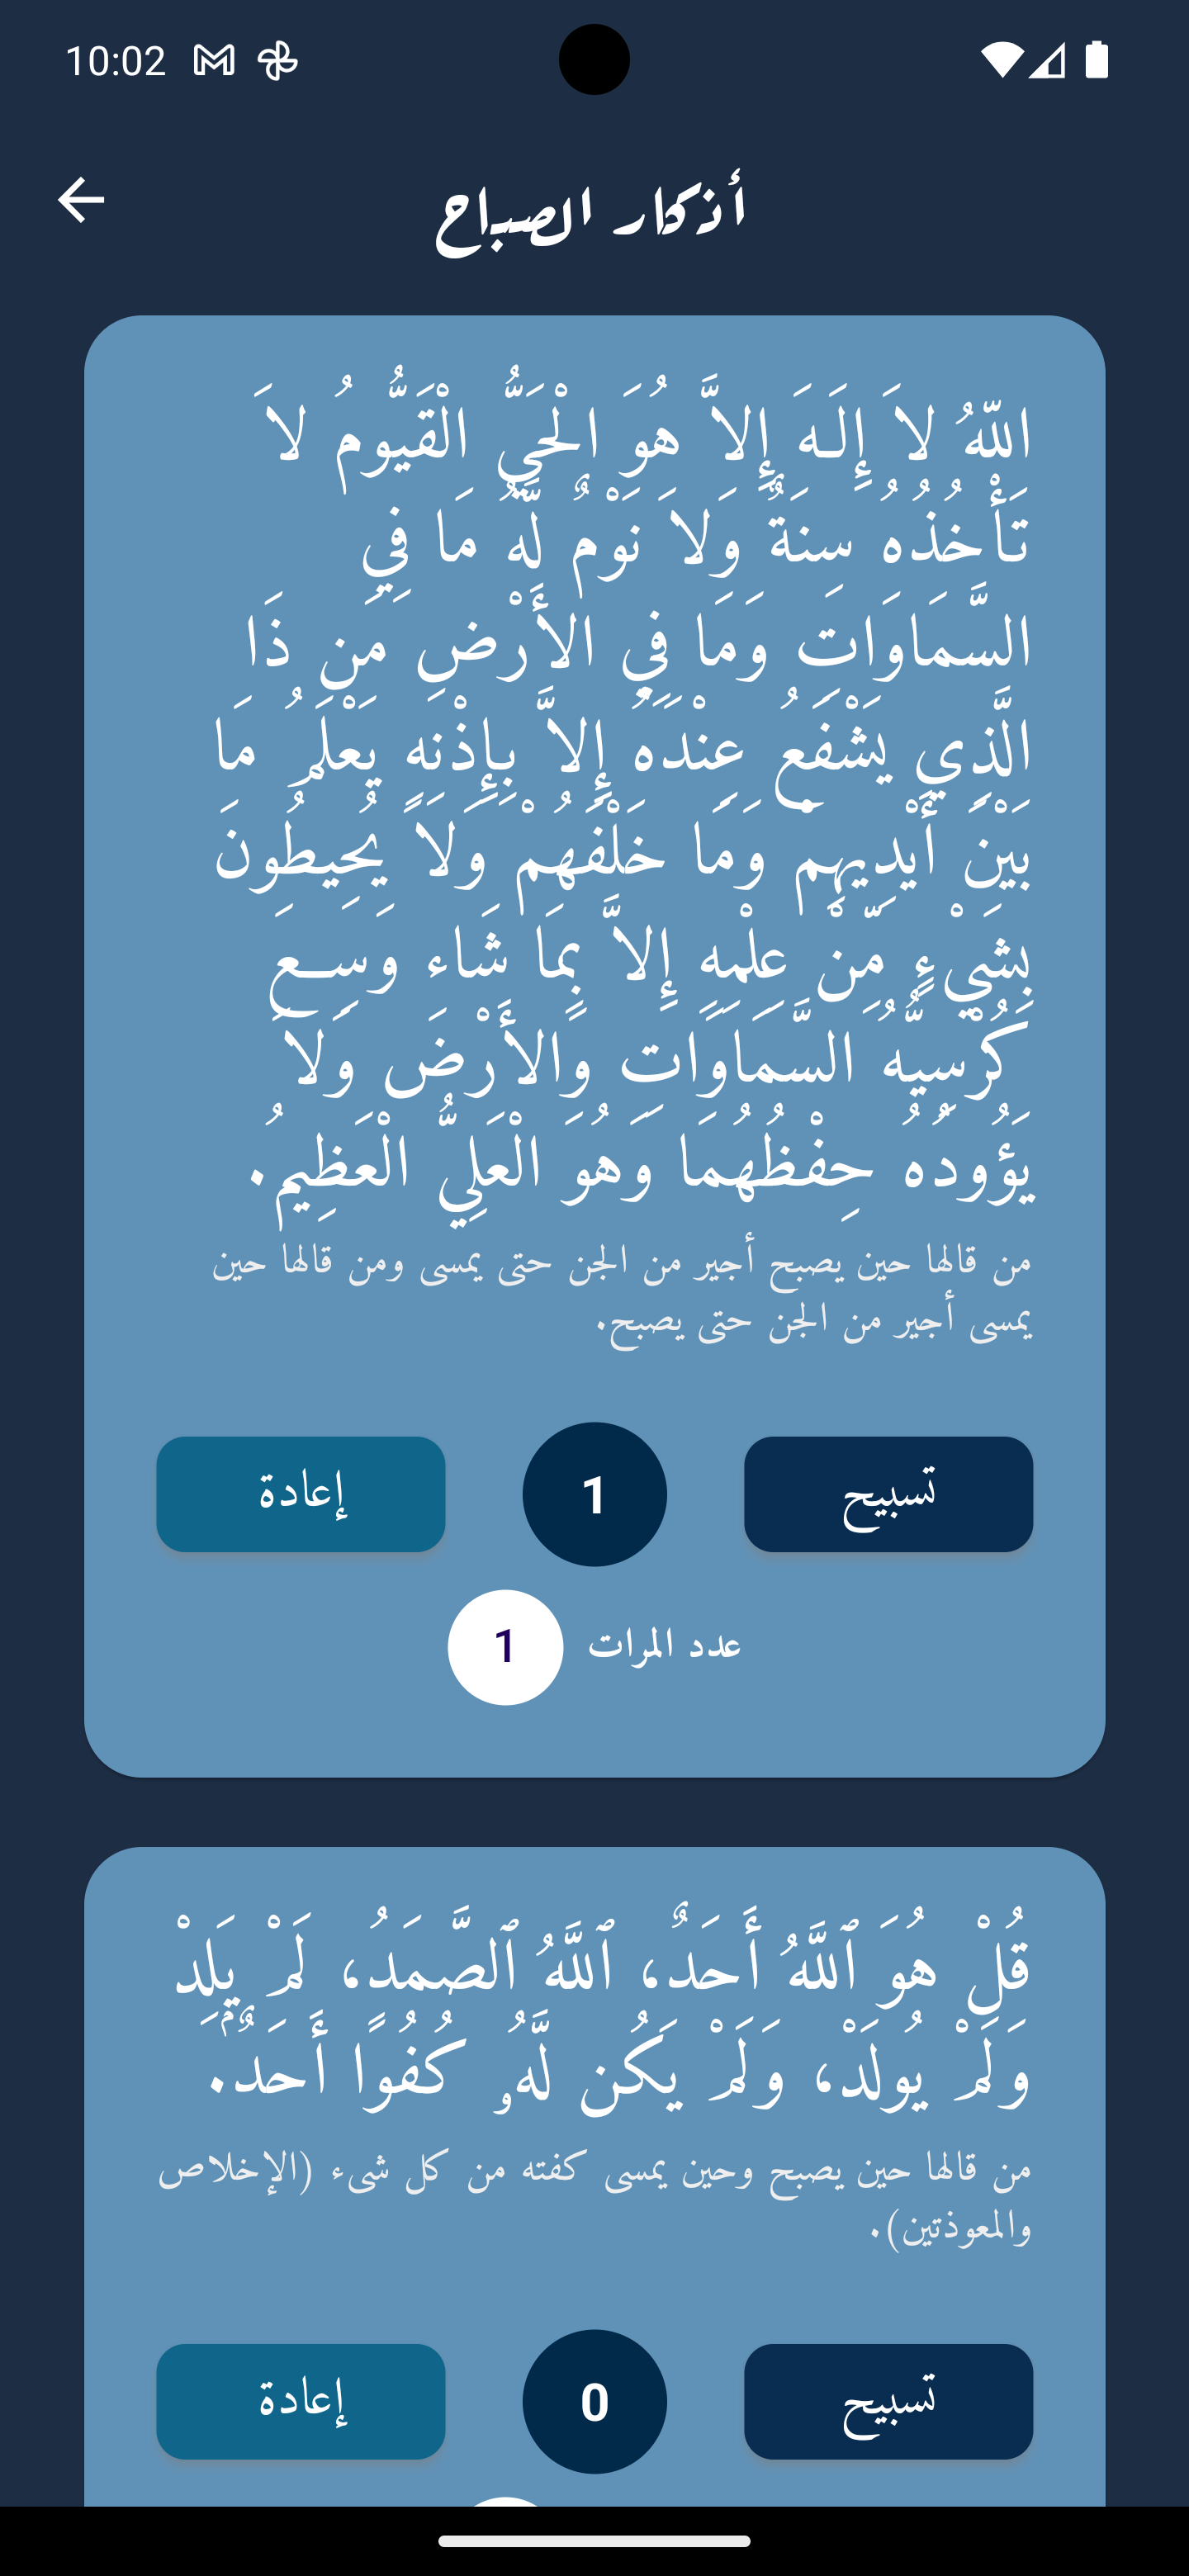 10:02
أذكار الصباح
اللّهُ لاَ إِلَـهَ إِلاَّ هُوَ الْحَيُّ الْقَيُّومُ لاَ
تَأْخُذُهُ سِنَةٌ وَلاَ نَوْمٌ لَّهُ مَا فِي
السَّمَاوَاتِ وَمَا فِي الأَرْضِ مَن ذَا
الَّذِي يَشْفَعُ عِنْدَهُ إِلاَّ بِإِذْنِهِ يَعْلَمُ مَا
بَيْنَ أَيْدِيهِمْ وَمَا خَلْفَهُمْ وَلاَ يُحِيطُونَ
بِشَيْءٍ مِّنْ عِلْمِهِ إِلاَّ بِمَا شَاء وَسِعَ
كُرْسِيُّهُ السَّمَاوَاتِ وَالأَرْضَ وَلاَ
يَؤُودُهُ حِفْظُهُمَا وَهُوَ الْعَلِيُّ الْعَظِيمُ.
من قالها حين يصبح أجير من الجن حتى يمسى ومن قالها حين
يمسى أجير من الجن حتى يصبح.
تسبيح
1
إعادة
عدد المرات
1
قُلْ هُوَ ٱللَّهُ أَحَدٌ، ٱللَّهُ ٱلصَّمَدُ، لَمْ يَلِدْ
وَلَمْ يُولَدْ، وَلَمْ يَكُن لَّهُۥ كُفُوًا أَحَدٌۢ.
من قالها حين يصبح وحين يمسى كفته من كل شىء (الإخلاص
والمعوذتين).
تسبيح
0
إعادة